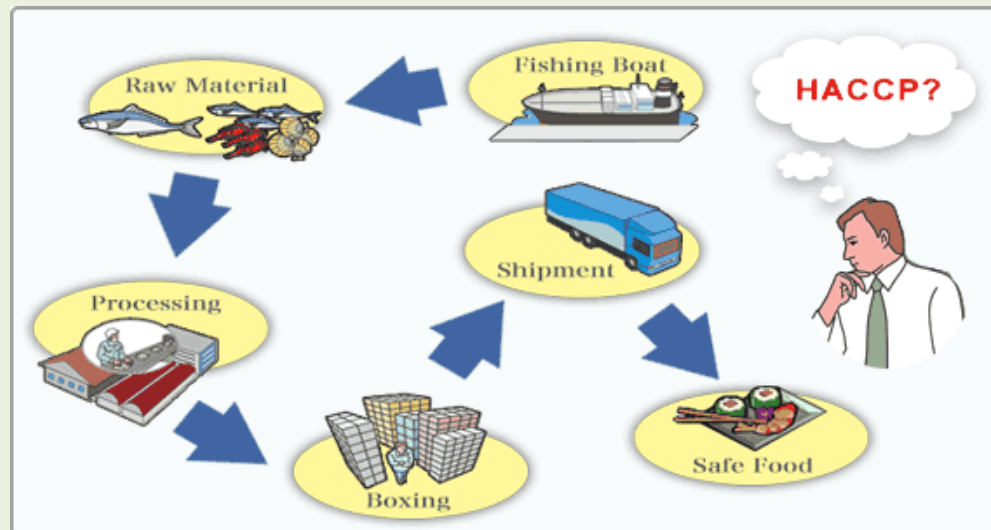 Fishing Boat
Raw Material
HACCP?
Shipment
Processing
Boxing
Safe Food